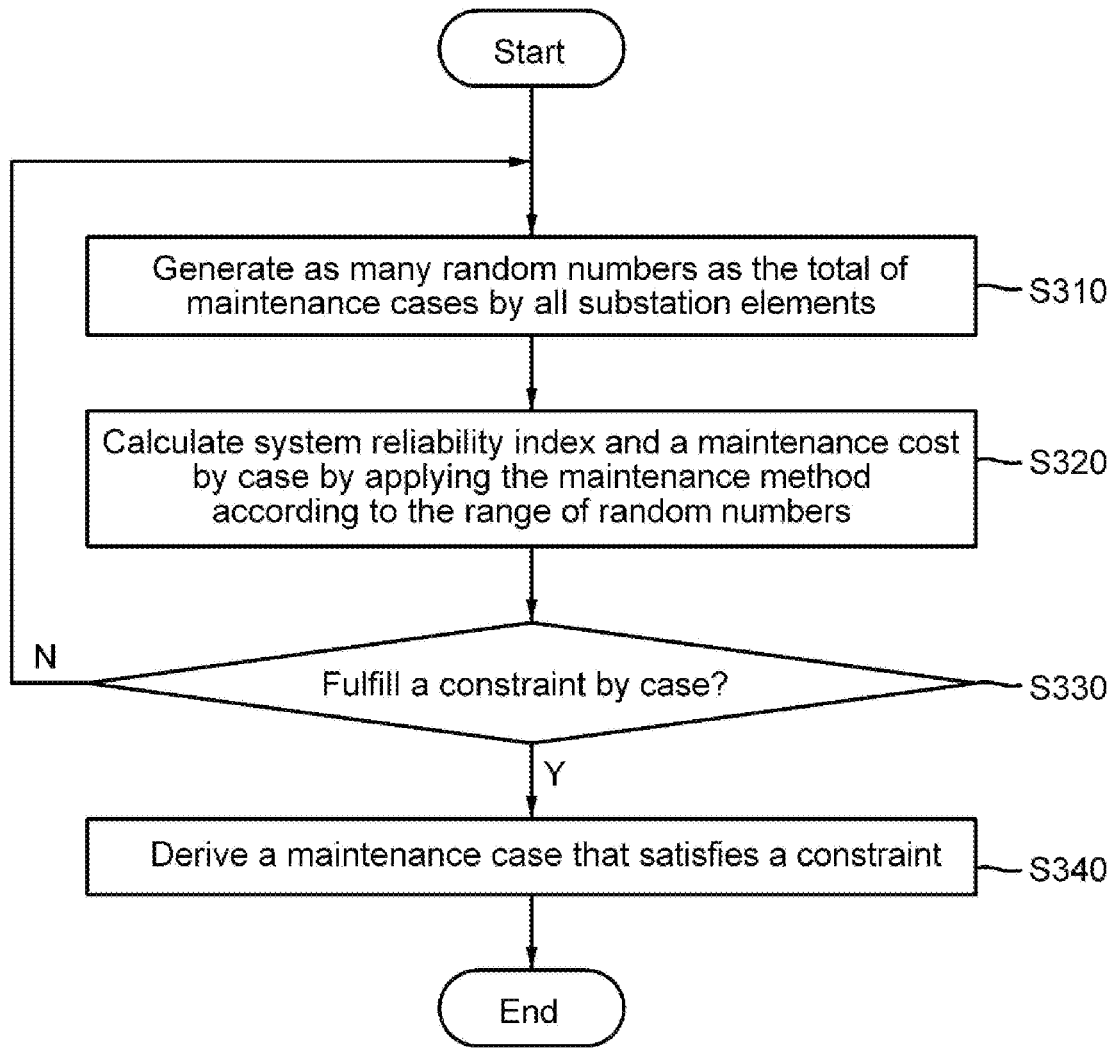 Start
Generate as many random numbers as the total of
maintenance cases by all substation elements
S310
Calculate system reliability index and a maintenance cost
by case by applying the maintenance method
according to the range of random numbers
S320
N
Fulfill a constraint by case?
S330
Y
Derive a maintenance case that satisfies a constraint
S340
End